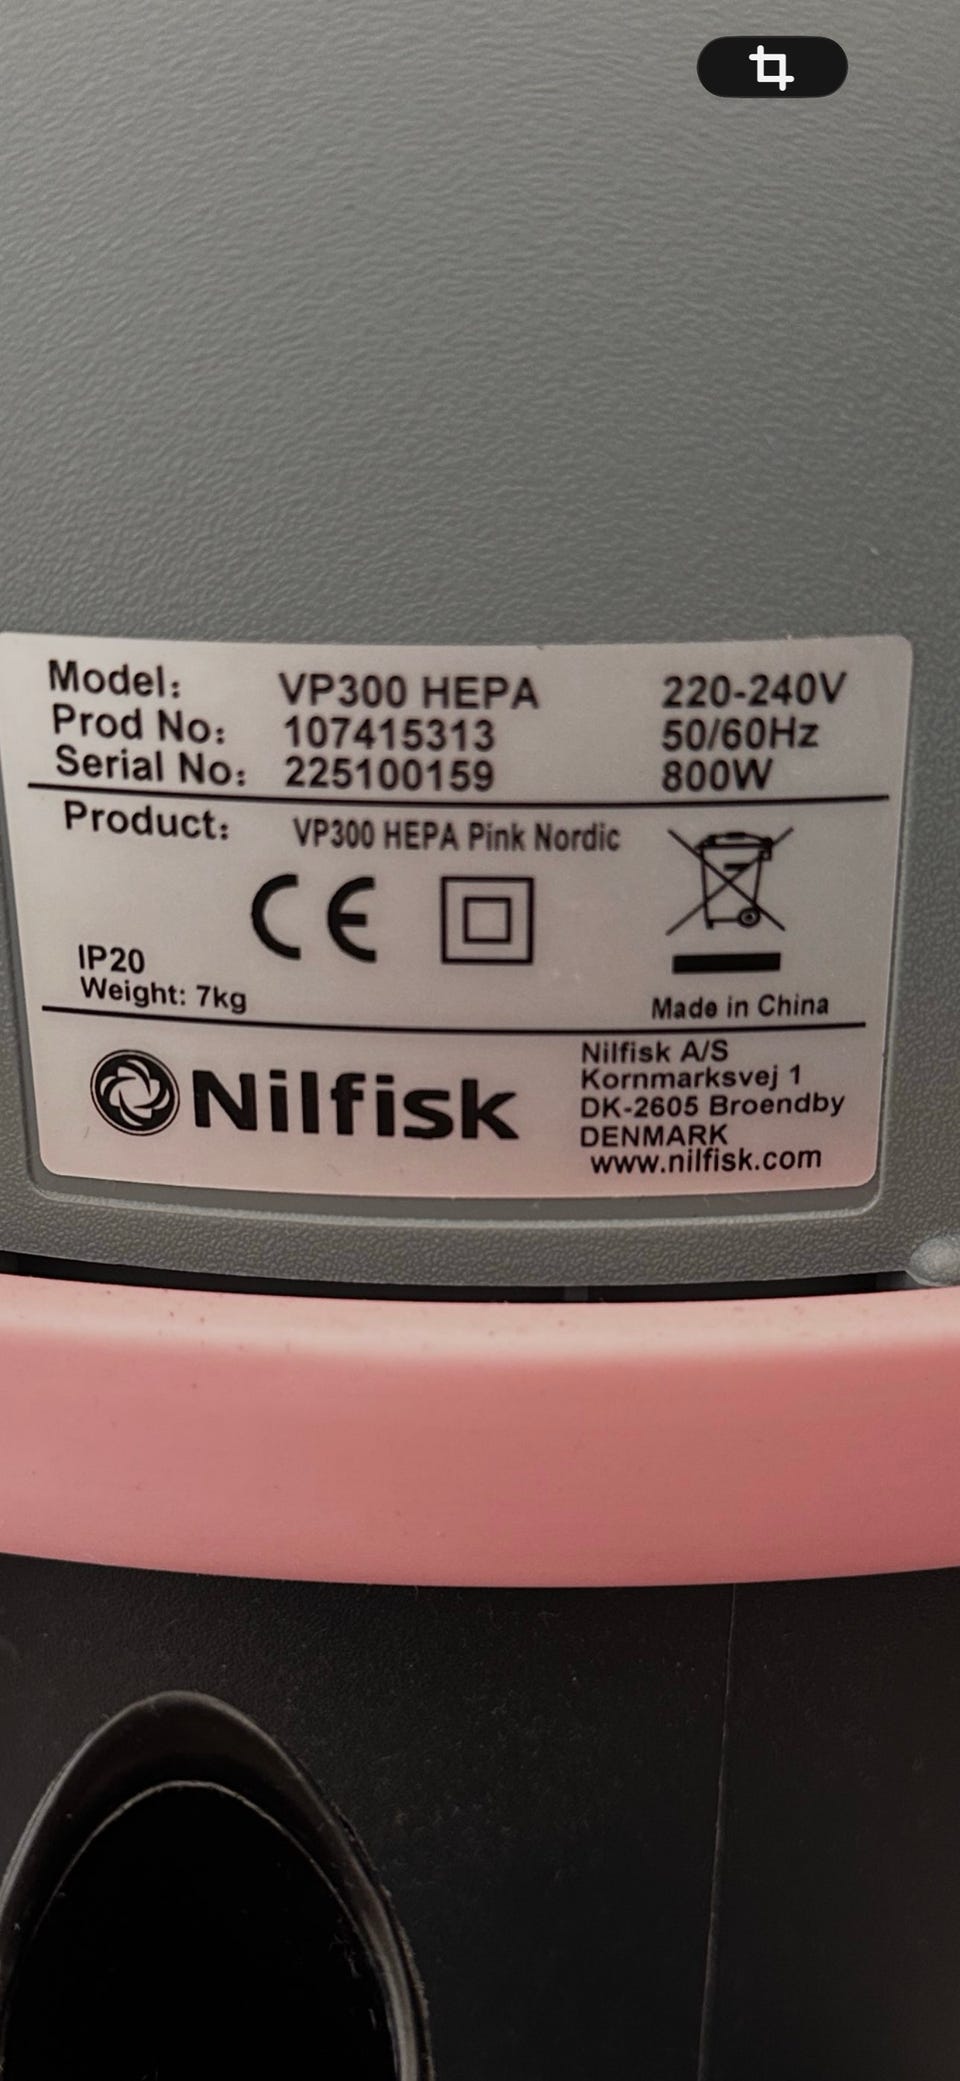 Model: VP300 HEPA 220-240V
Prod No: 107415313 50/60Hz
Serial No: 225100159 800W
Product: VP300 HEPA Pink Nordic
CE
IP20
Weight: 7kg
Made in China
Nilfisk
Nilfisk A/S
Kornmarksvej 1
DK-2605 Broendby
DENMARK
www.nilfisk.com